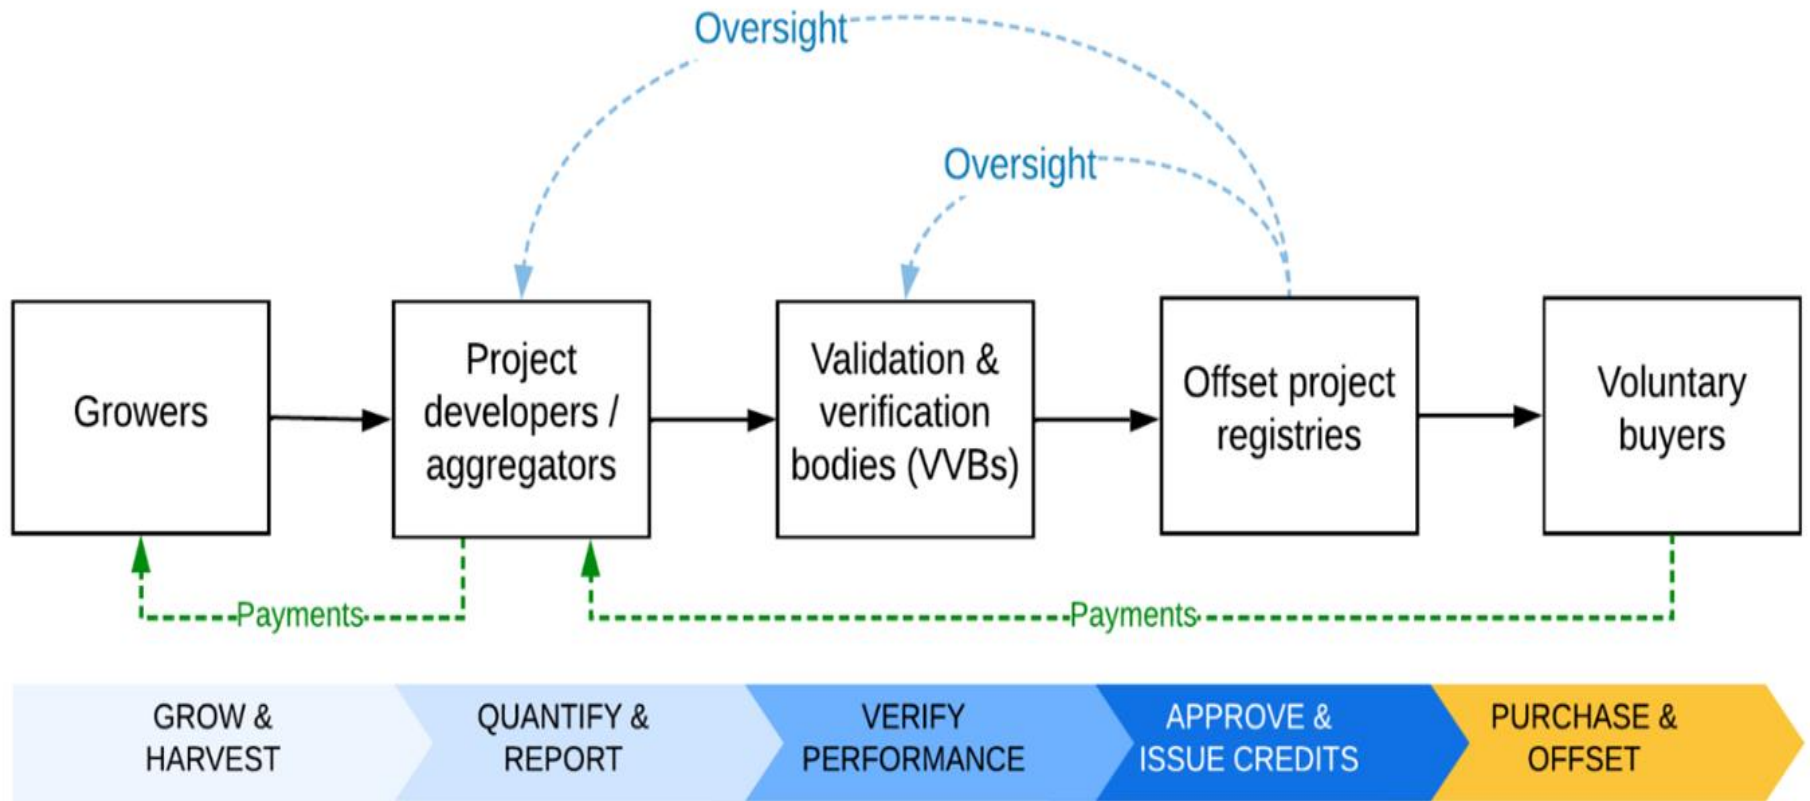 Oversight
Oversight
Growers
Project
developers /
aggregators
Validation &
verification
bodies (VVBs)
Offset project
registries
Voluntary
buyers
Payments
Payments
GROW &
HARVEST
QUANTIFY &
REPORT
VERIFY
PERFORMANCE
APPROVE &
ISSUE CREDITS
PURCHASE &
OFFSET